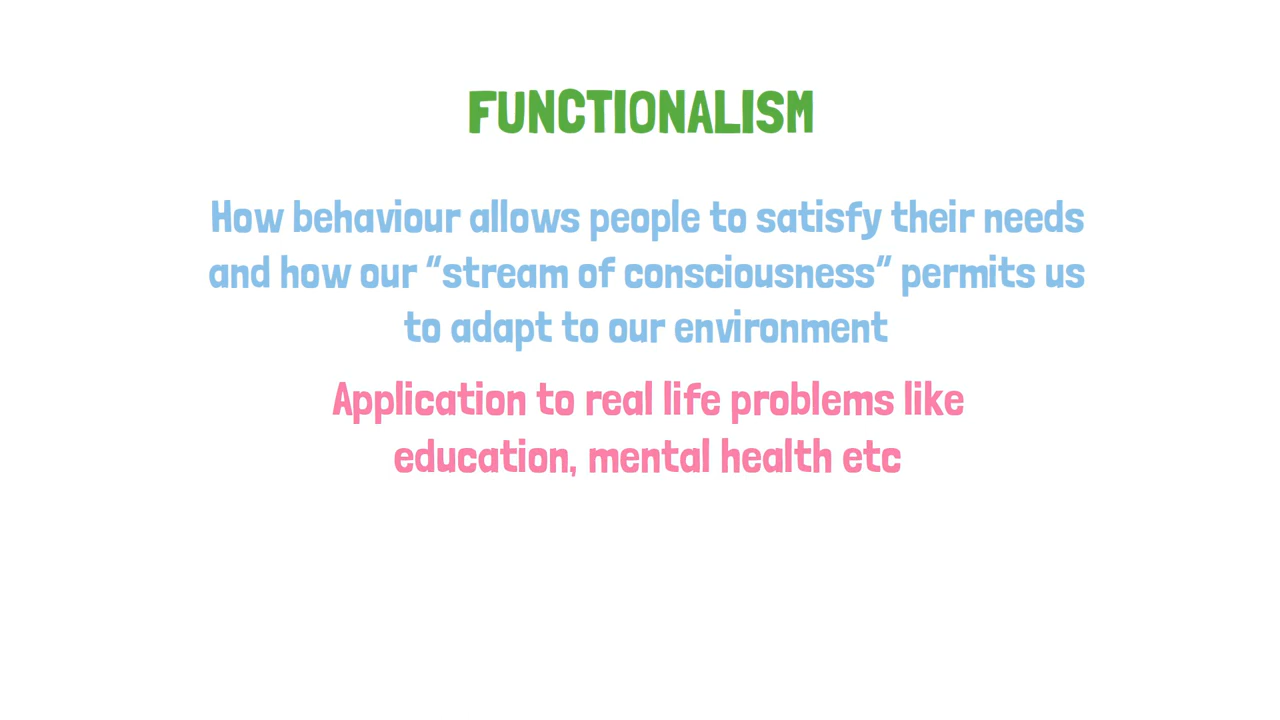 FUNCTIONALISM
How behaviour allows people to satisfy their needs
and how our “stream of consciousness” permits us
to adapt to our environment
Application to real life problems like
education, mental health etc